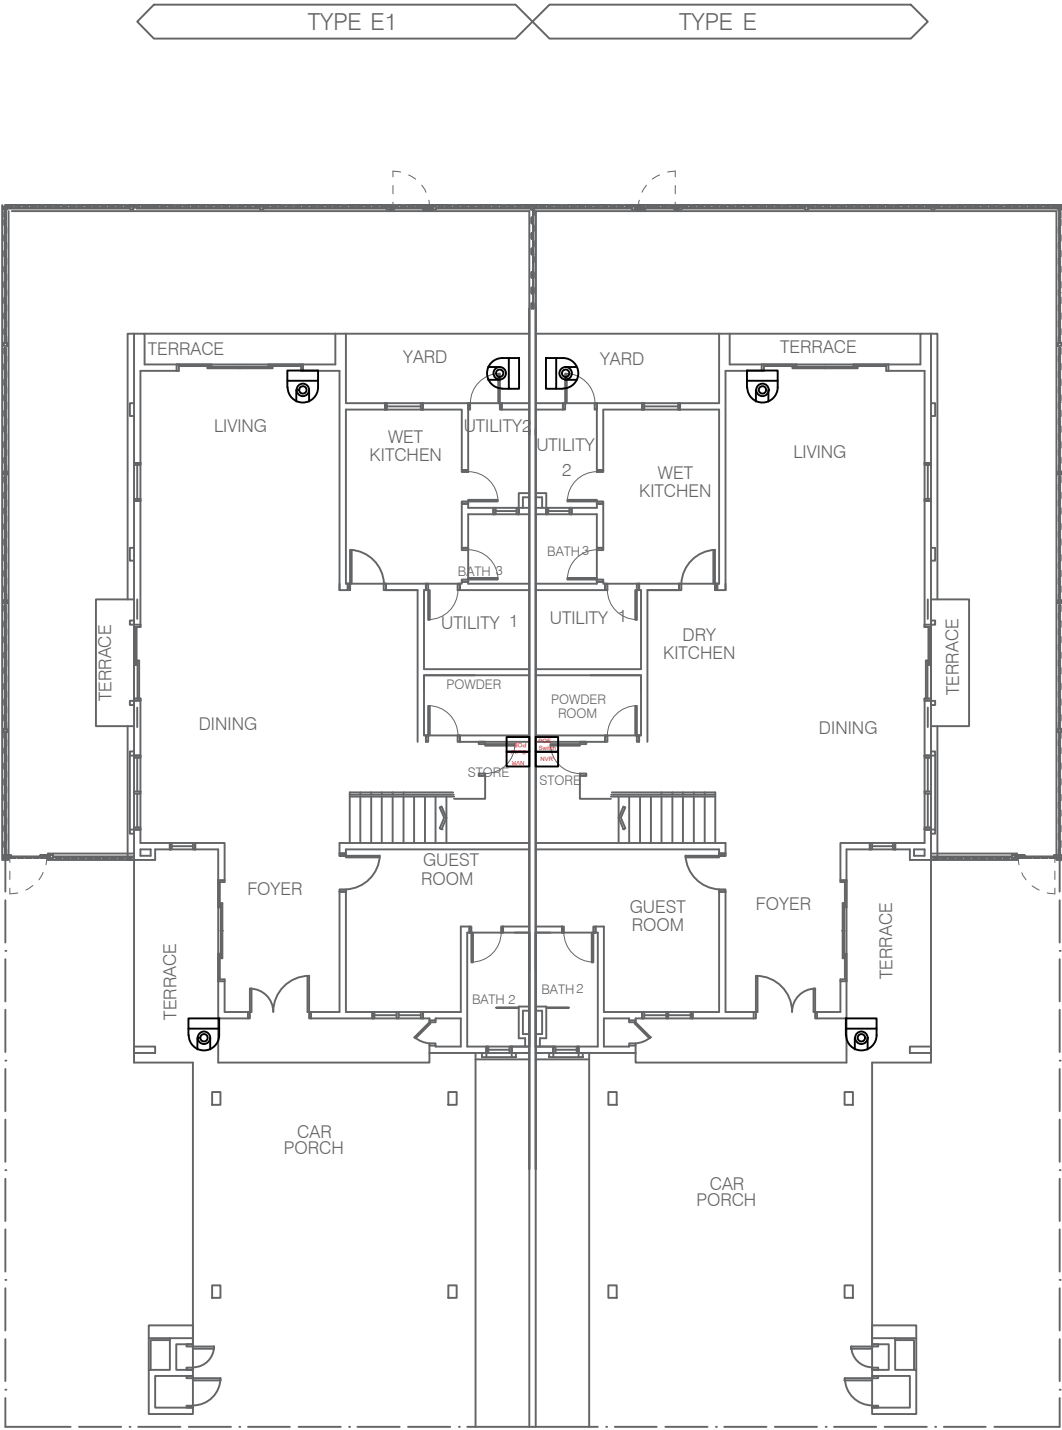 TYPE E1
TYPE E
TERRACE
YARD
YARD
TERRACE
LIVING
WET
KITCHEN
UTILITY2
UTILITY
2
WET
KITCHEN
LIVING
BATH 3
BATH 3
UTILITY 1
UTILITY 1
DRY
KITCHEN
TERRACE
TERRACE
POWDER
POWDER
ROOM
DINING
DINING
STORE
STORE
NVR
GUEST
ROOM
FOYER
GUEST
ROOM
FOYER
TERRACE
TERRACE
BATH 2
BATH 2
CAR
PORCH
CAR
PORCH